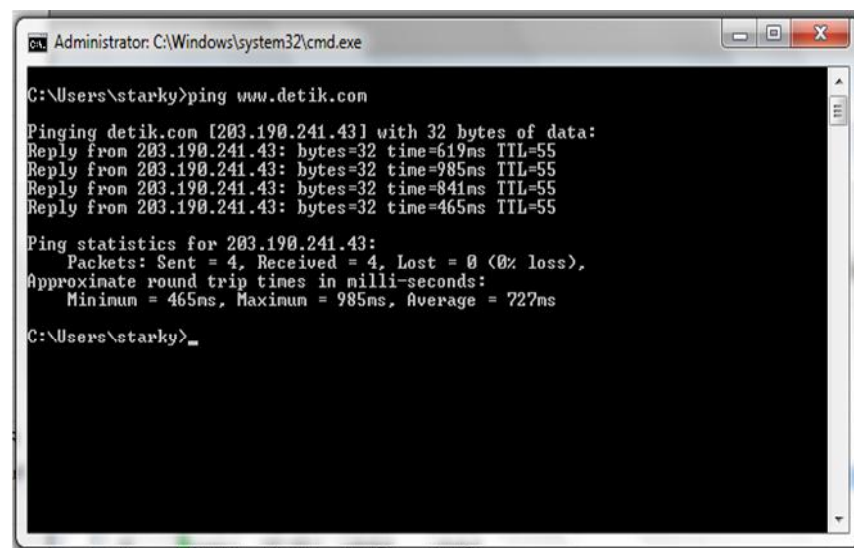 Administrator: C:\Windows\system32\cmd.exe
C:\Users\starky>ping www.detik.com
Pinging detik.com [203.190.241.43] with 32 bytes of data:
Reply from 203.190.241.43: bytes=32 time=619ms TTL=55
Reply from 203.190.241.43: bytes=32 time=985ms TTL=55
Reply from 203.190.241.43: bytes=32 time=841ms TTL=55
Reply from 203.190.241.43: bytes=32 time=465ms TTL=55
Ping statistics for 203.190.241.43:
Packets: Sent = 4, Received = 4, Lost = 0 (0% loss),
Approximate round trip times in milli-seconds:
Minimum = 465ms, Maximum = 985ms, Average = 727ms
C:\Users\starky>_